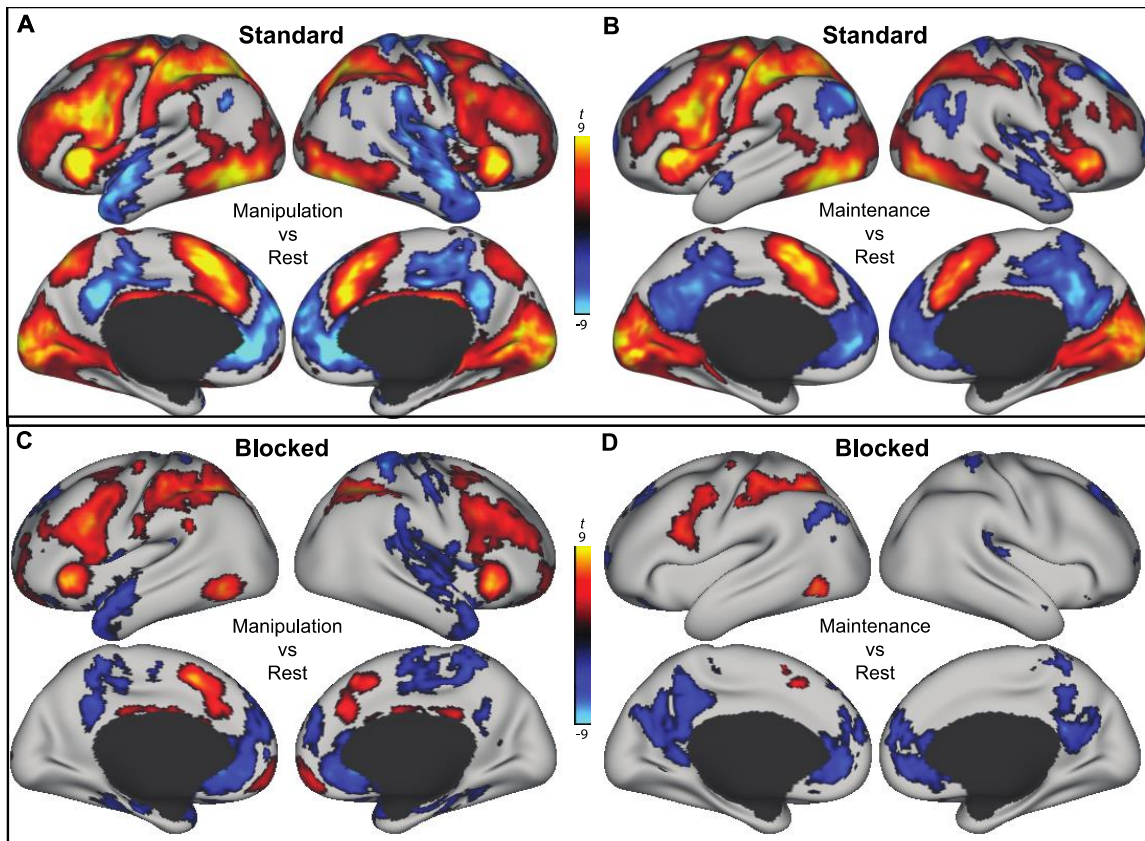 A
Standard
Manipulation
vs
Rest
t
9
-9
B
Standard
Maintenance
vs
Rest
C
Blocked
Manipulation
vs
Rest
t
9
-9
D
Blocked
Maintenance
vs
Rest